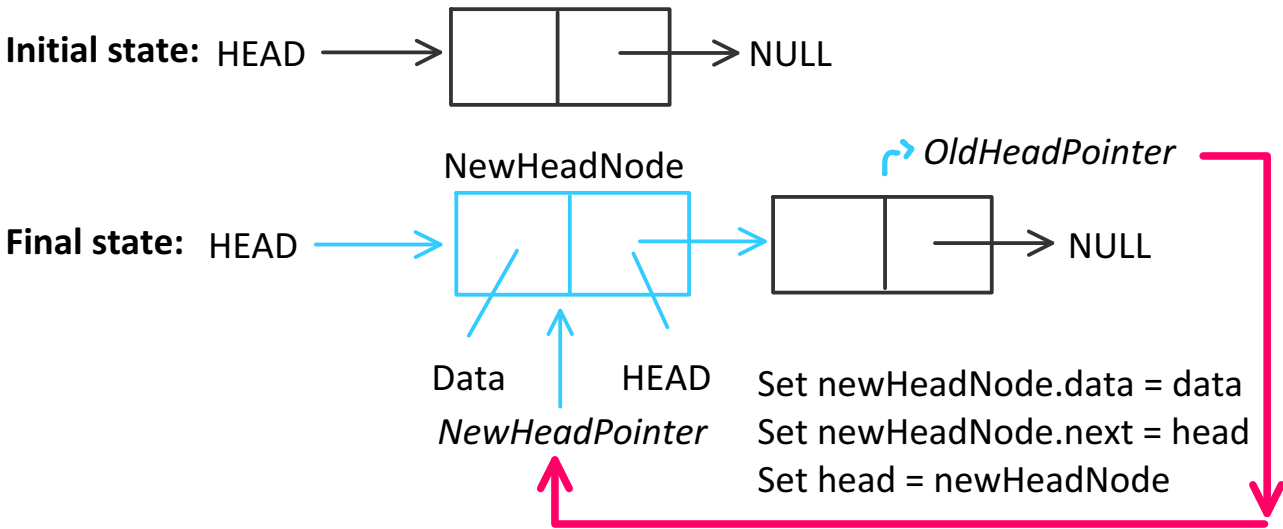 Initial state: HEAD NULL
OldHeadPointer
NewHeadNode
Final state: HEAD NULL
Data HEAD
NewHeadPointer
Set newHeadNode.data = data
Set newHeadNode.next = head
Set head = newHeadNode